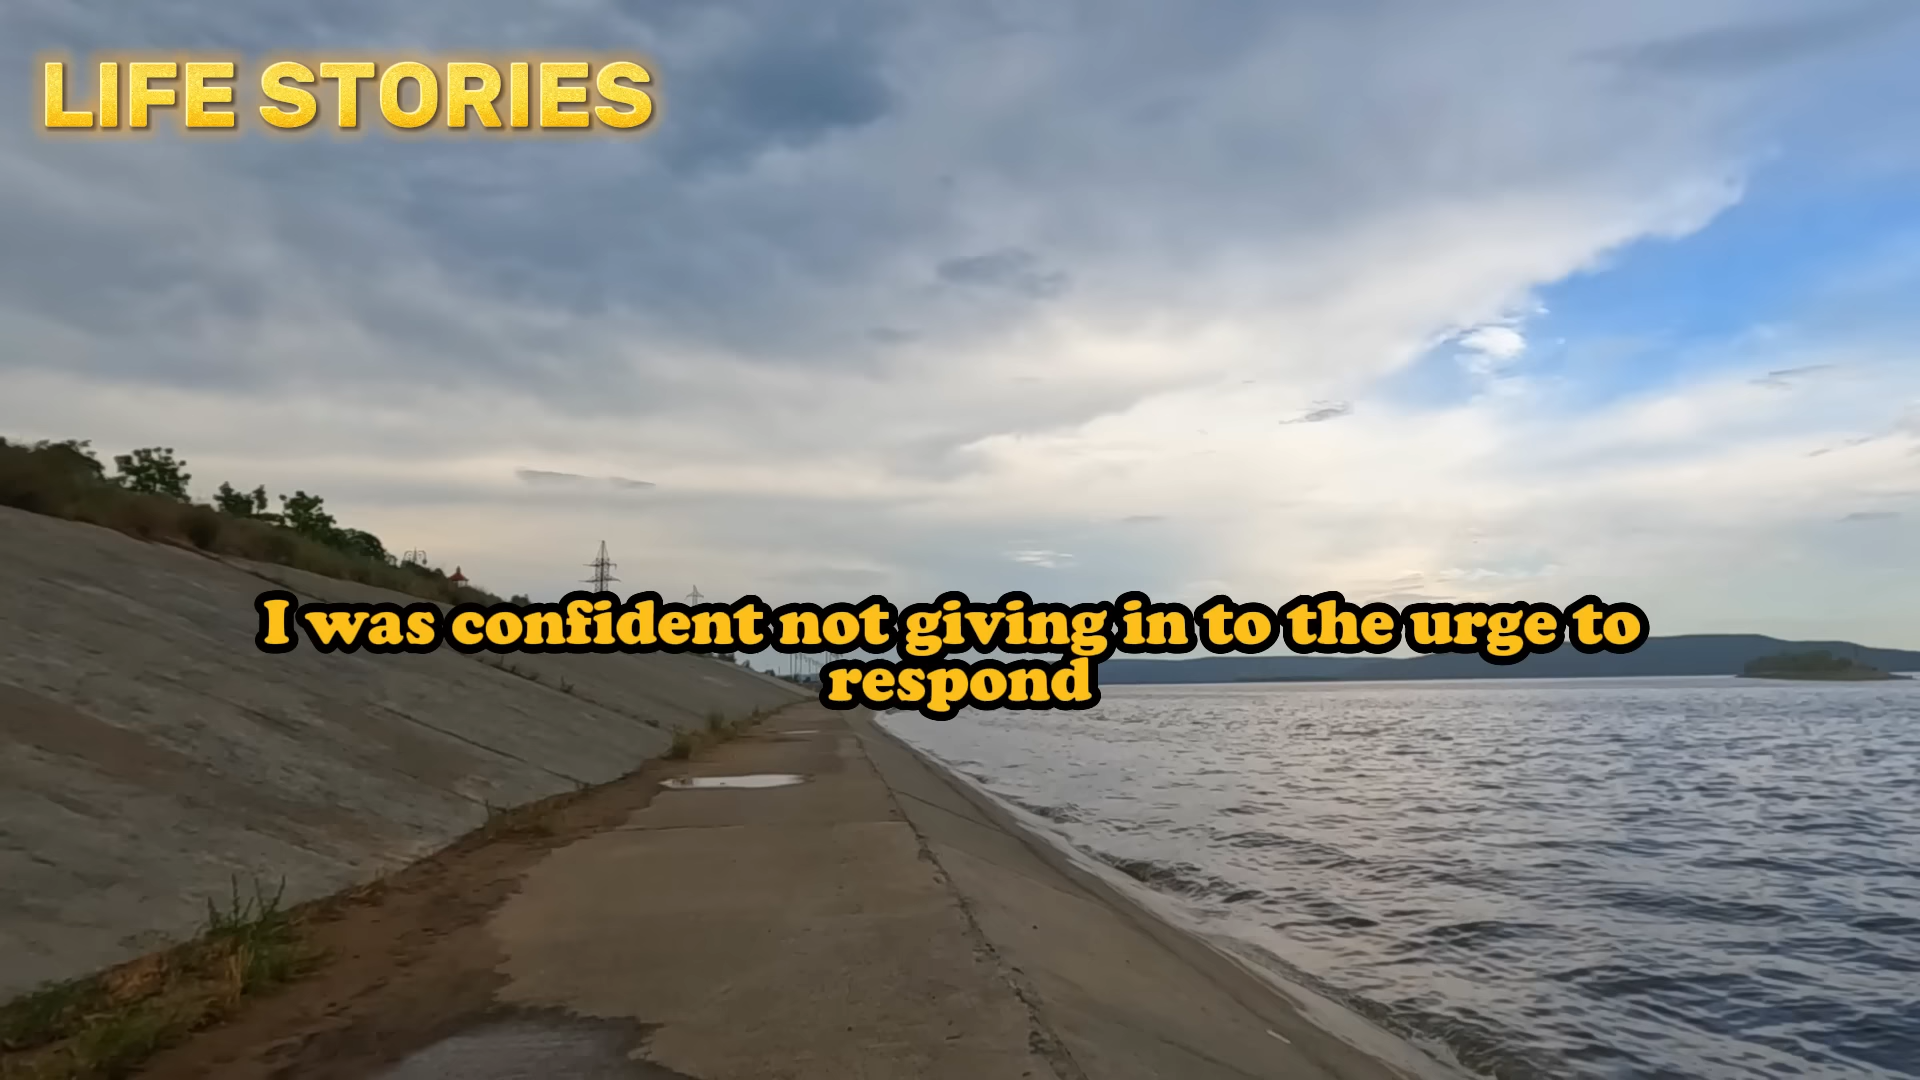 LIFE STORIES
I was confident not giving in to the urge to
respond